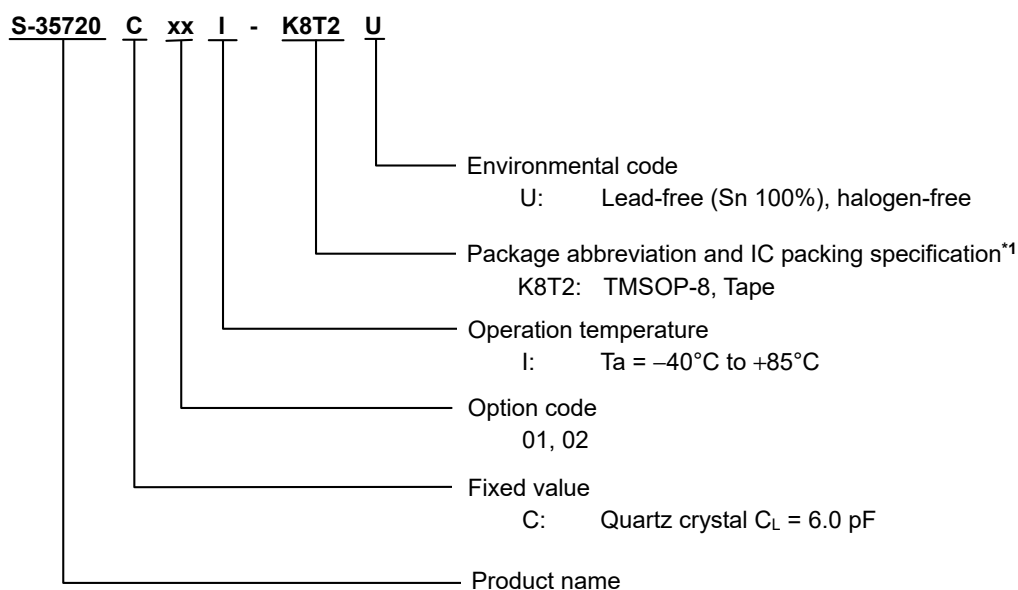 S-35720 C xx I - K8T2 U
Environmental code
U: Lead-free (Sn 100%), halogen-free
Package abbreviation and IC packing specification*1
K8T2: TMSOP-8, Tape
Operation temperature
I: Ta = −40°C to +85°C
Option code
01, 02
Fixed value
C: Quartz crystal CL = 6.0 pF
Product name